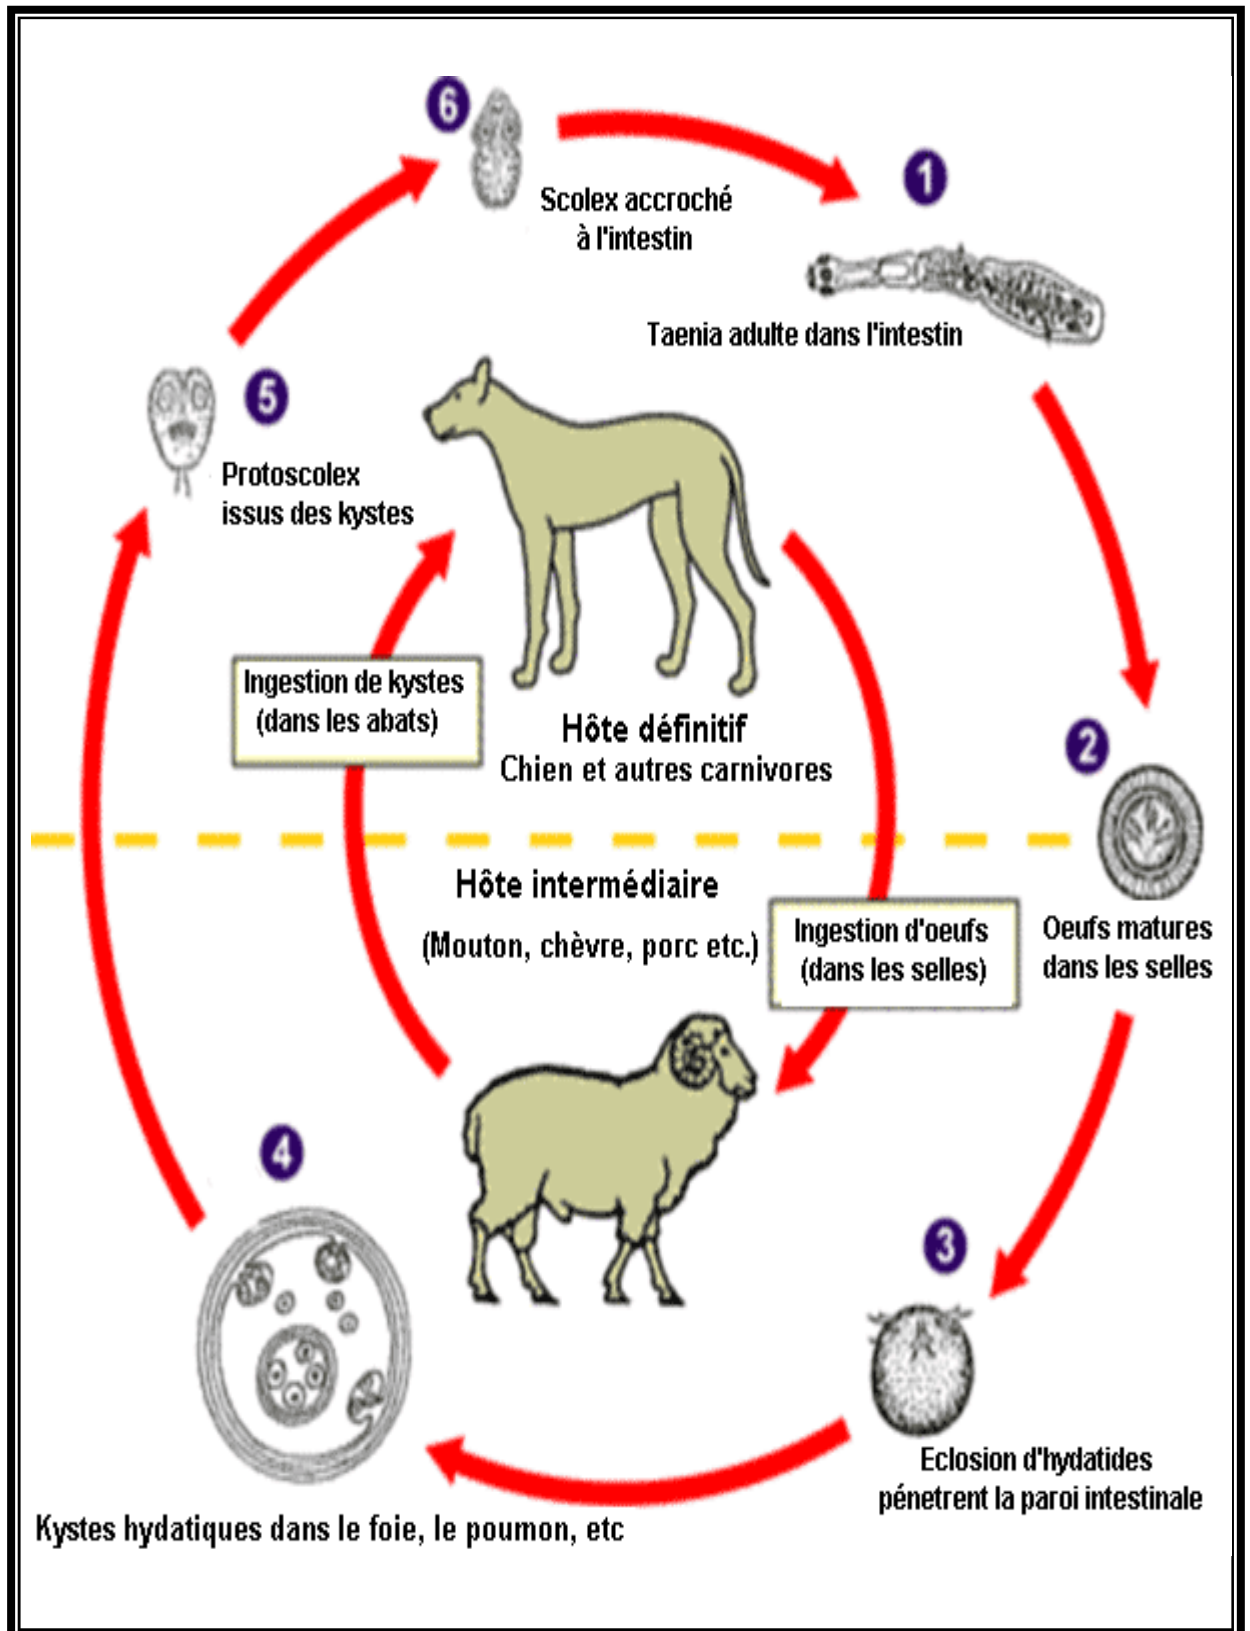 6
Scolex accroché
à l'intestin
1
Taenia adulte dans l'intestin
5
Protoscolex
issus des kystes
Ingestion de kystes
(dans les abats)
Hôte définitif
Chien et autres carnivores
2
Hôte intermédiaire
(Mouton, chèvre, porc etc.)
Ingestion d'oeufs
(dans les selles)
Oeufs matures
dans les selles
4
3
Eclosion d'hydatides
pénetrent la paroi intestinale
Kystes hydatiques dans le foie, le poumon, etc